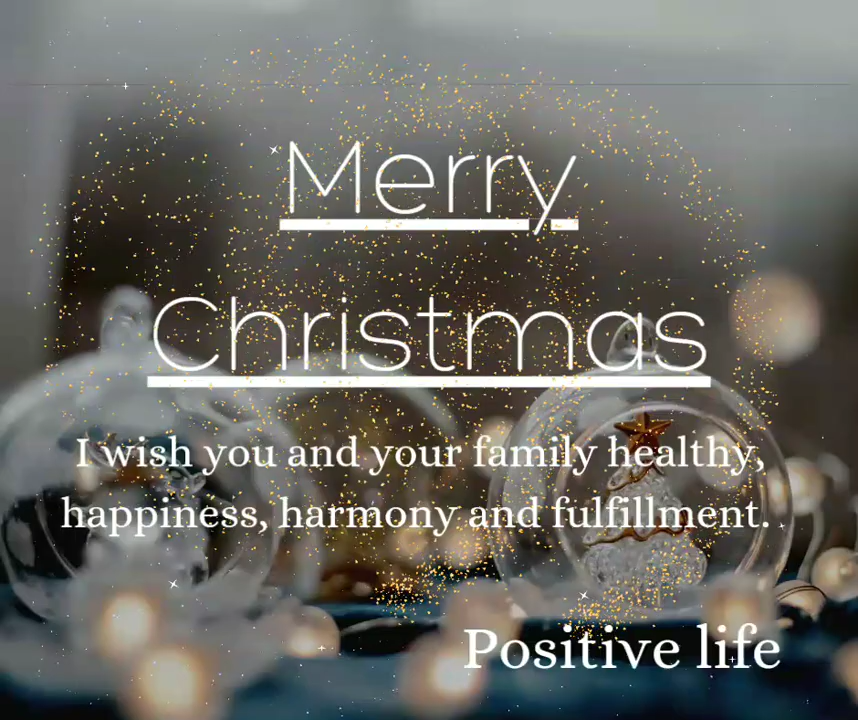 Merry
Christmas
I wish you and your family healthy,
happiness, harmony and fulfillment.
Positive life